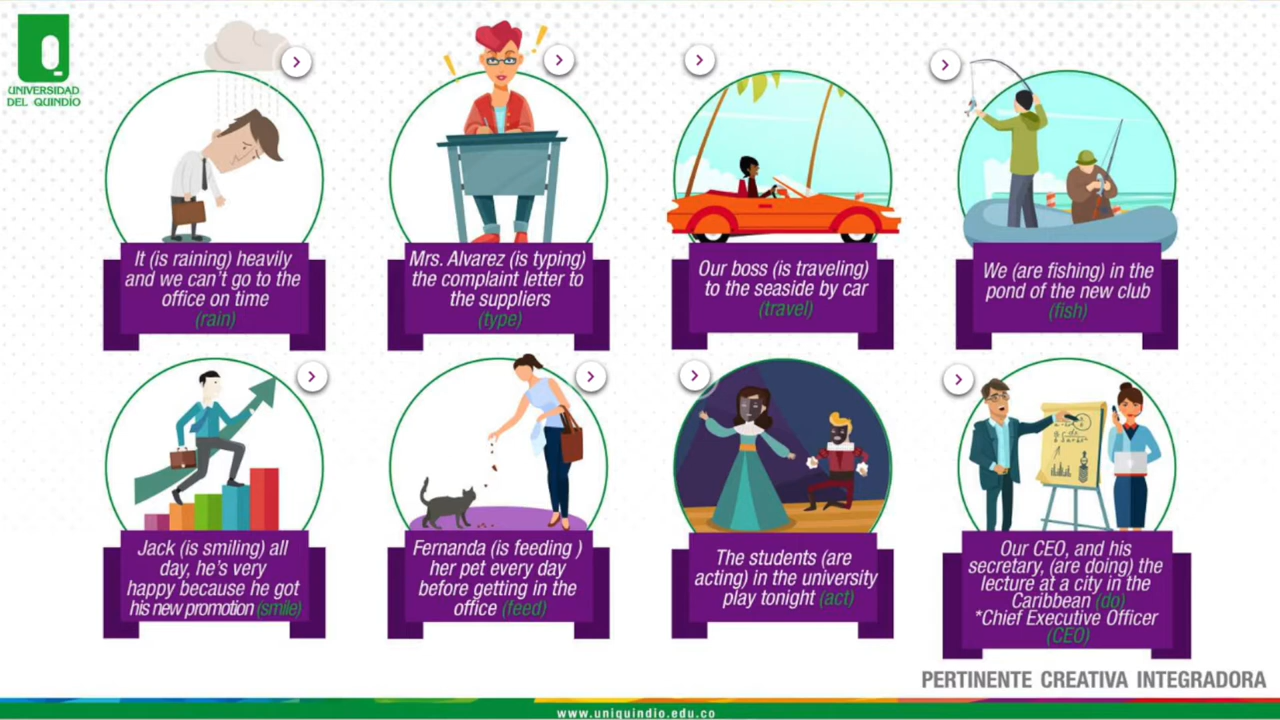 UNIVERSIDAD
DEL QUINDÍO
It (is raining) heavily
and we can't go to the
office on time
(rain)
Mrs. Alvarez (is typing)
the complaint letter to
the suppliers
(type)
Our boss (is traveling)
to the seaside by car
(travel)
We (are fishing) in the
pond of the new club
(fish)
Jack (is smiling) all
day, he's very
happy because he got
his new promotion (smile)
Fernanda (is feeding )
her pet every day
before getting in the
office (feed)
The students (are
acting) in the university
play tonight (act)
Our CEO, and his
secretary, (are doing) the
lecture at a city in the
Caribbean (do)
*Chief Executive Officer
(CEO)
PERTINENTE CREATIVA INTEGRADORA
www.uniquindio.edu.co